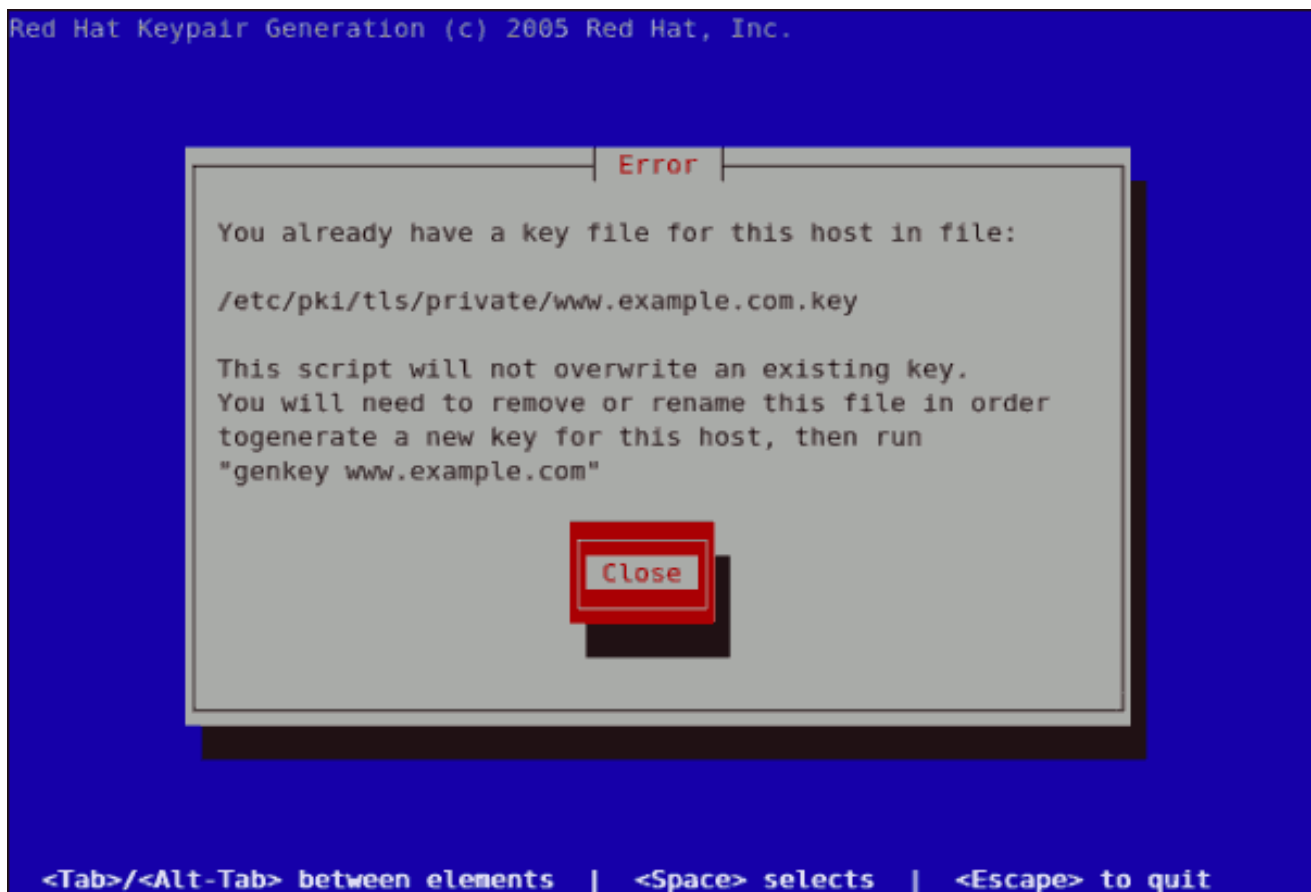 Red Hat Keypair Generation (c) 2005 Red Hat, Inc.
Error
You already have a key file for this host in file:
/etc/pki/tls/private/www.example.com.key
This script will not overwrite an existing key.
You will need to remove or rename this file in order
togenerate a new key for this host, then run
"genkey www.example.com"
Close
<Tab>/<Alt-Tab> between elements | <Space> selects | <Escape> to quit